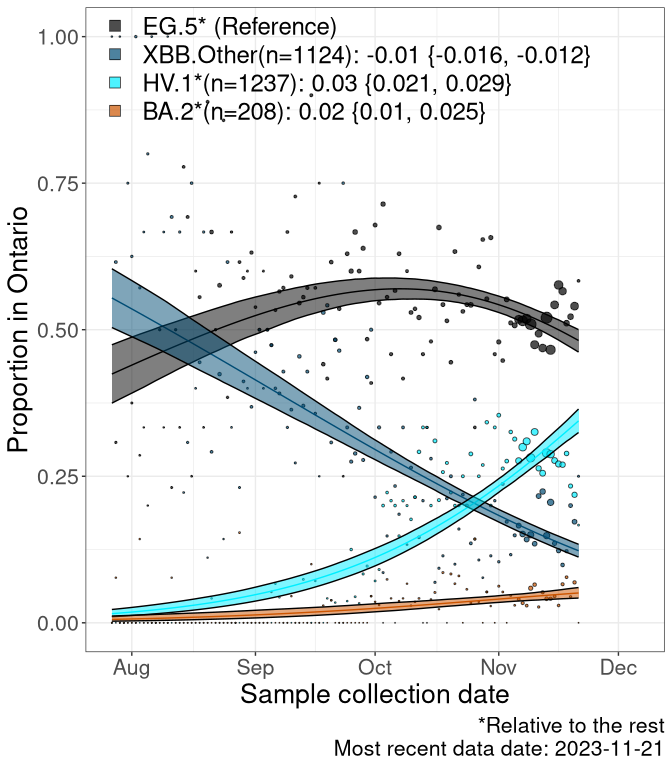 EG.5* (Reference)
XBB.Other(n=1124): -0.01 {-0.016, -0.012}
HV.1*(n=1237): 0.03 {0.021, 0.029}
BA.2*(n=208): 0.02 {0.01, 0.025}
1.00
0.75
0.50
0.25
0.00
Proportion in Ontario
Aug Sep Oct Nov Dec
Sample collection date
*Relative to the rest
Most recent data date: 2023-11-21